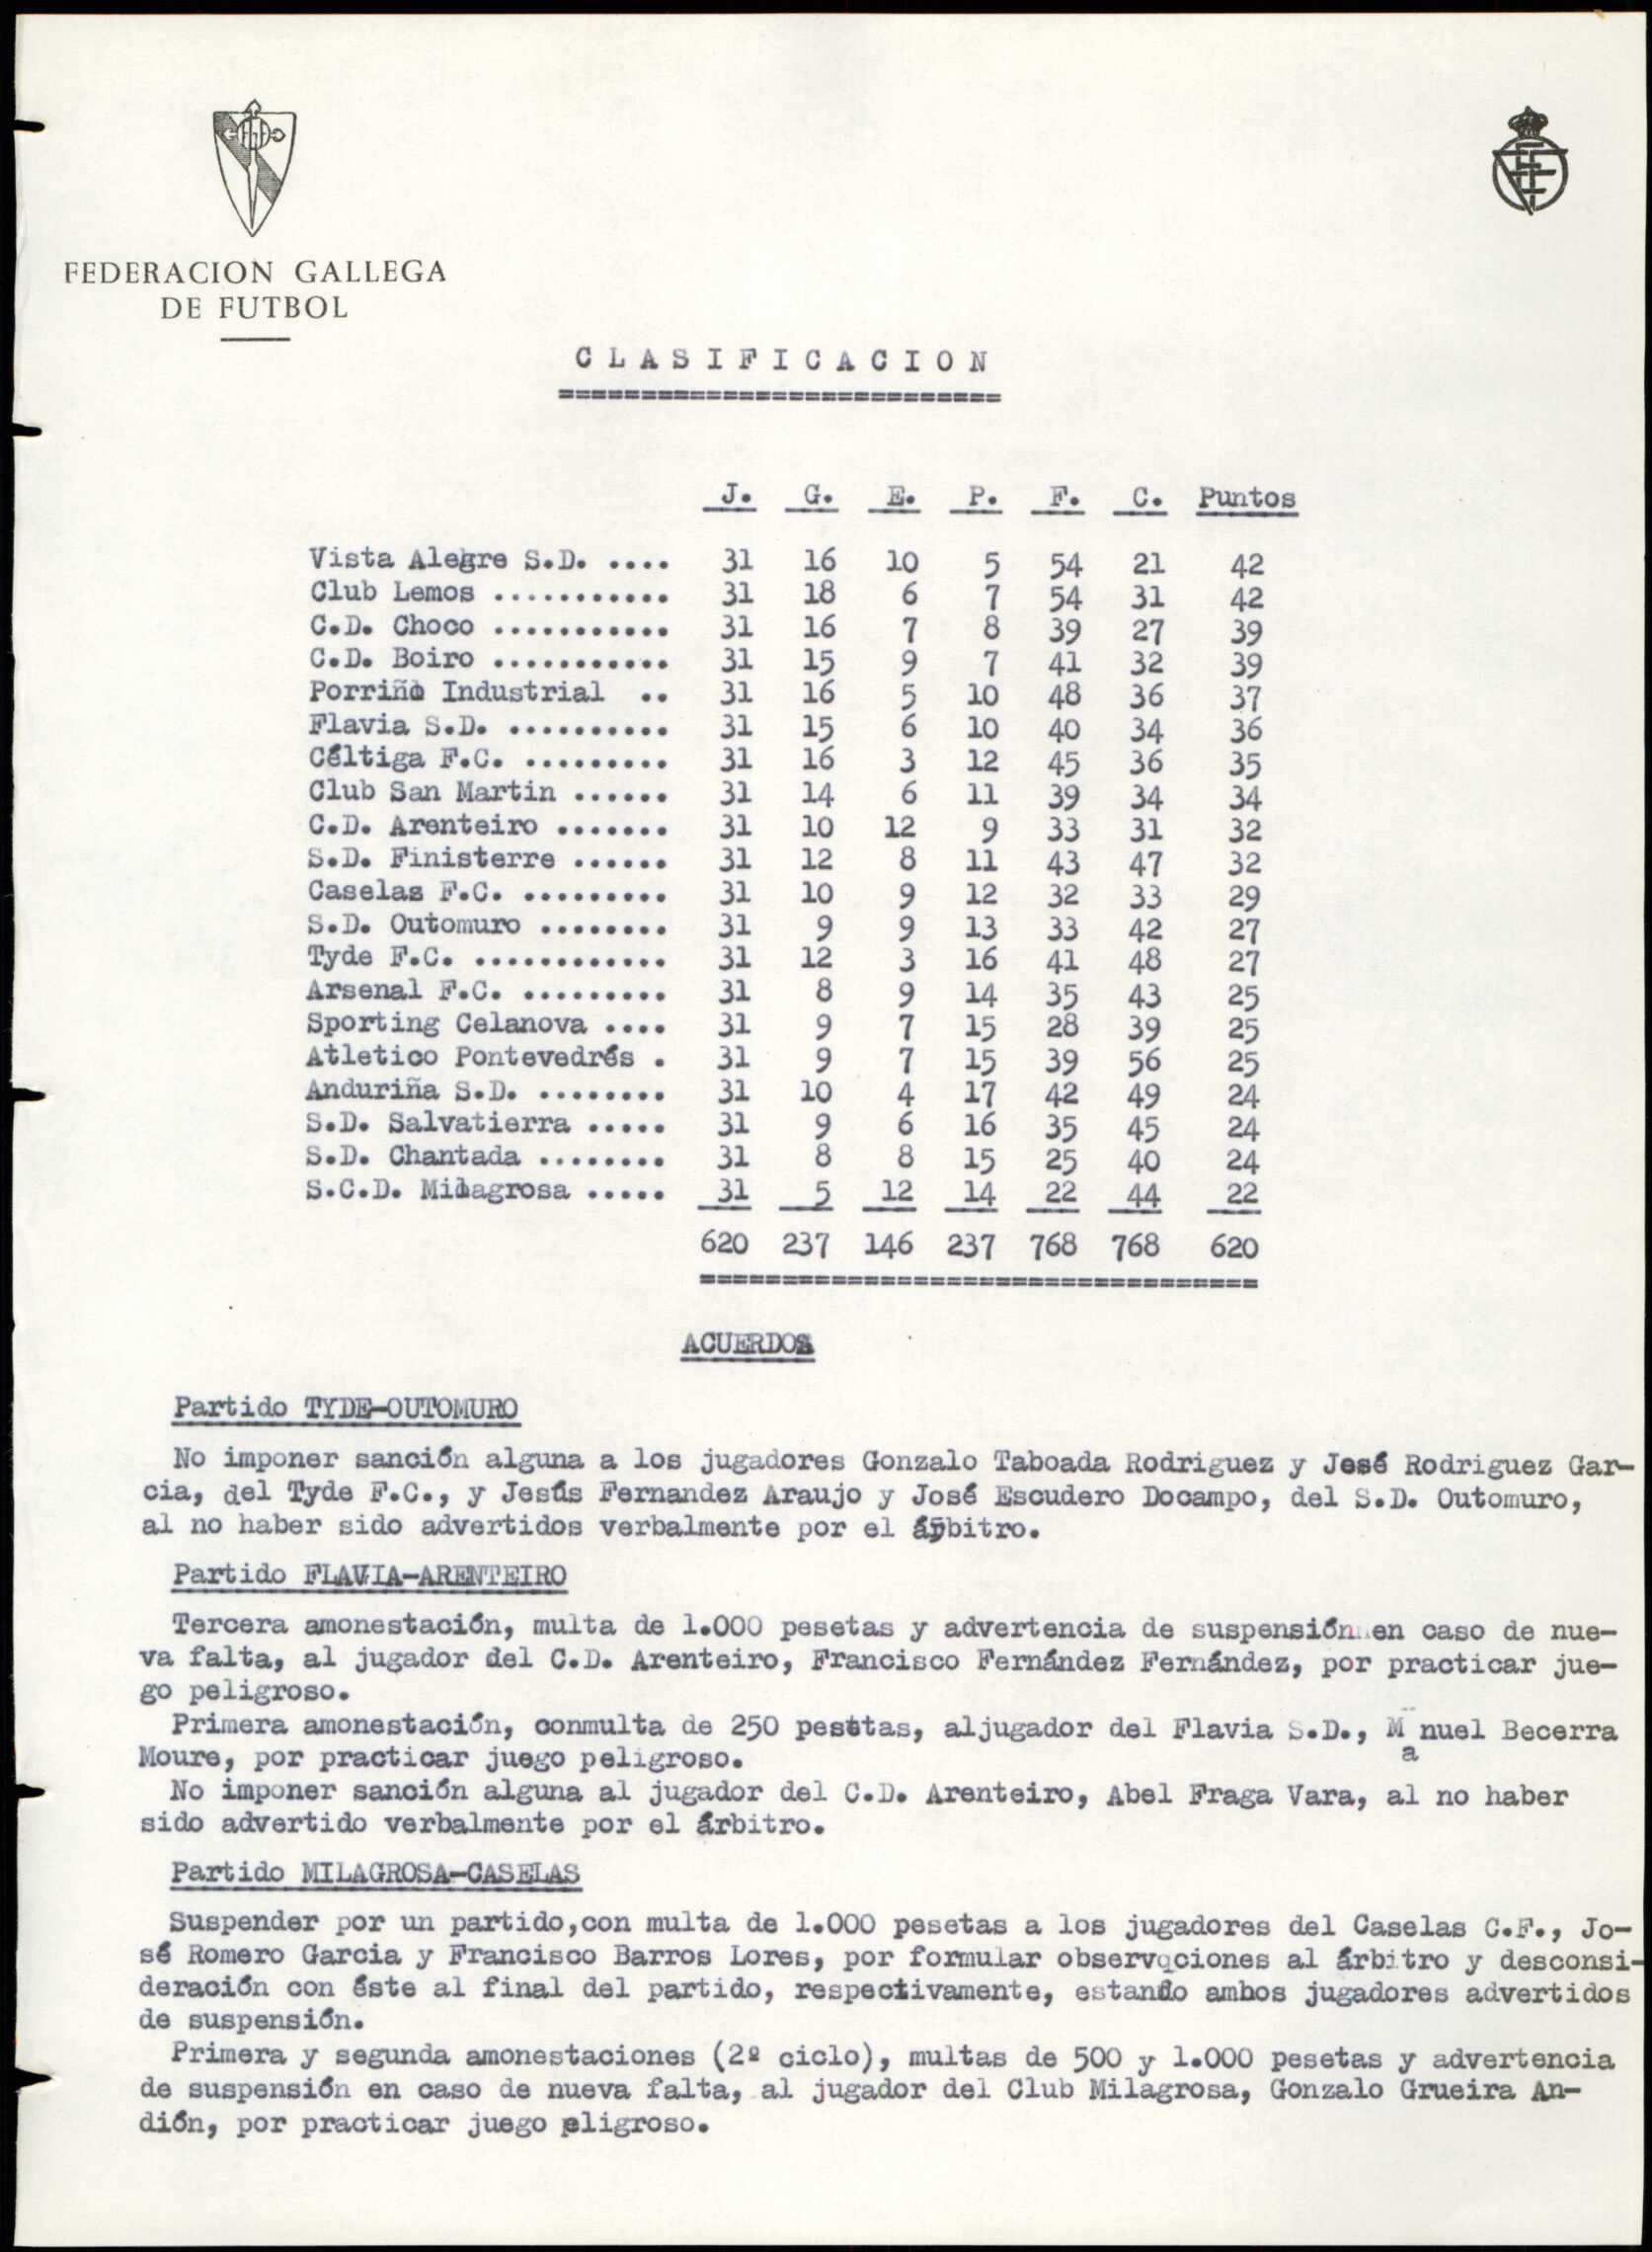 FEDERACION GALLEGA
DE FUTBOL
CLASIFICACION
===========================
J. G. E. P. F. C. Puntos
Vista Alegre S.D. .... 31 16 10 5 54 21 42
Club Lemos ........... 31 18 6 7 54 31 42
C.D. Choco ........... 31 16 7 8 39 27 39
C.D. Boiro ........... 31 15 9 7 41 32 39
Porriño Industrial .. 31 16 5 10 48 36 37
Flavia S.D. .......... 31 15 6 10 40 34 36
Céltiga F.C. ......... 31 16 3 12 45 36 35
Club San Martin ...... 31 14 6 11 39 34 34
C.D. Arenteiro ....... 31 10 12 9 33 31 32
S.D. Finisterre ...... 31 12 8 11 43 47 32
Caselas F.C. ......... 31 10 9 12 32 33 29
S.D. Outomuro ........ 31 9 9 13 33 42 27
Tyde F.C. ............ 31 12 3 16 41 48 27
Arsenal F.C. ......... 31 8 9 14 35 43 25
Sporting Celanova .... 31 9 7 15 28 39 25
Atletico Pontevedrés . 31 9 7 15 39 56 25
Anduriña S.D. ........ 31 10 4 17 42 49 24
S.D. Salvatierra ..... 31 9 6 16 35 45 24
S.D. Chantada ........ 31 8 8 15 25 40 24
S.C.D. Milagrosa ..... 31 5 12 14 22 44 22
620 237 146 237 768 768 620
==================================
ACUERDOS
Partido TYDE-OUTOMURO
No imponer sanción alguna a los jugadores Gonzalo Taboada Rodriguez y José Rodriguez Gar-
cia, del Tyde F.C., y Jesús Fernandez Araujo y José Escudero Docampo, del S.D. Outomuro,
al no haber sido advertidos verbalmente por el árbitro.
Partido FLAVIA-ARENTEIRO
Tercera amonestación, multa de 1.000 pesetas y advertencia de suspensión en caso de nue-
va falta, al jugador del C.D. Arenteiro, Francisco Fernández Fernández, por practicar jue-
go peligroso.
Primera amonestación, conmulta de 250 pesttas, aljugador del Flavia S.D., Manuel Becerra
Moure, por practicar juego peligroso.
No imponer sanción alguna al jugador del C.D. Arenteiro, Abel Fraga Vara, al no haber
sido advertido verbalmente por el árbitro.
Partido MILAGROSA-CASELAS
Suspender por un partido,con multa de 1.000 pesetas a los jugadores del Caselas C.F., Jo-
sé Romero Garcia y Francisco Barros Lores, por formular observaciones al árbitro y desconsi-
deración con éste al final del partido, respectivamente, estando ambos jugadores advertidos
de suspensión.
Primera y segunda amonestaciones (2º ciclo), multas de 500 y 1.000 pesetas y advertencia
de suspensión en caso de nueva falta, al jugador del Club Milagrosa, Gonzalo Grueira An-
dión, por practicar juego pligroso.